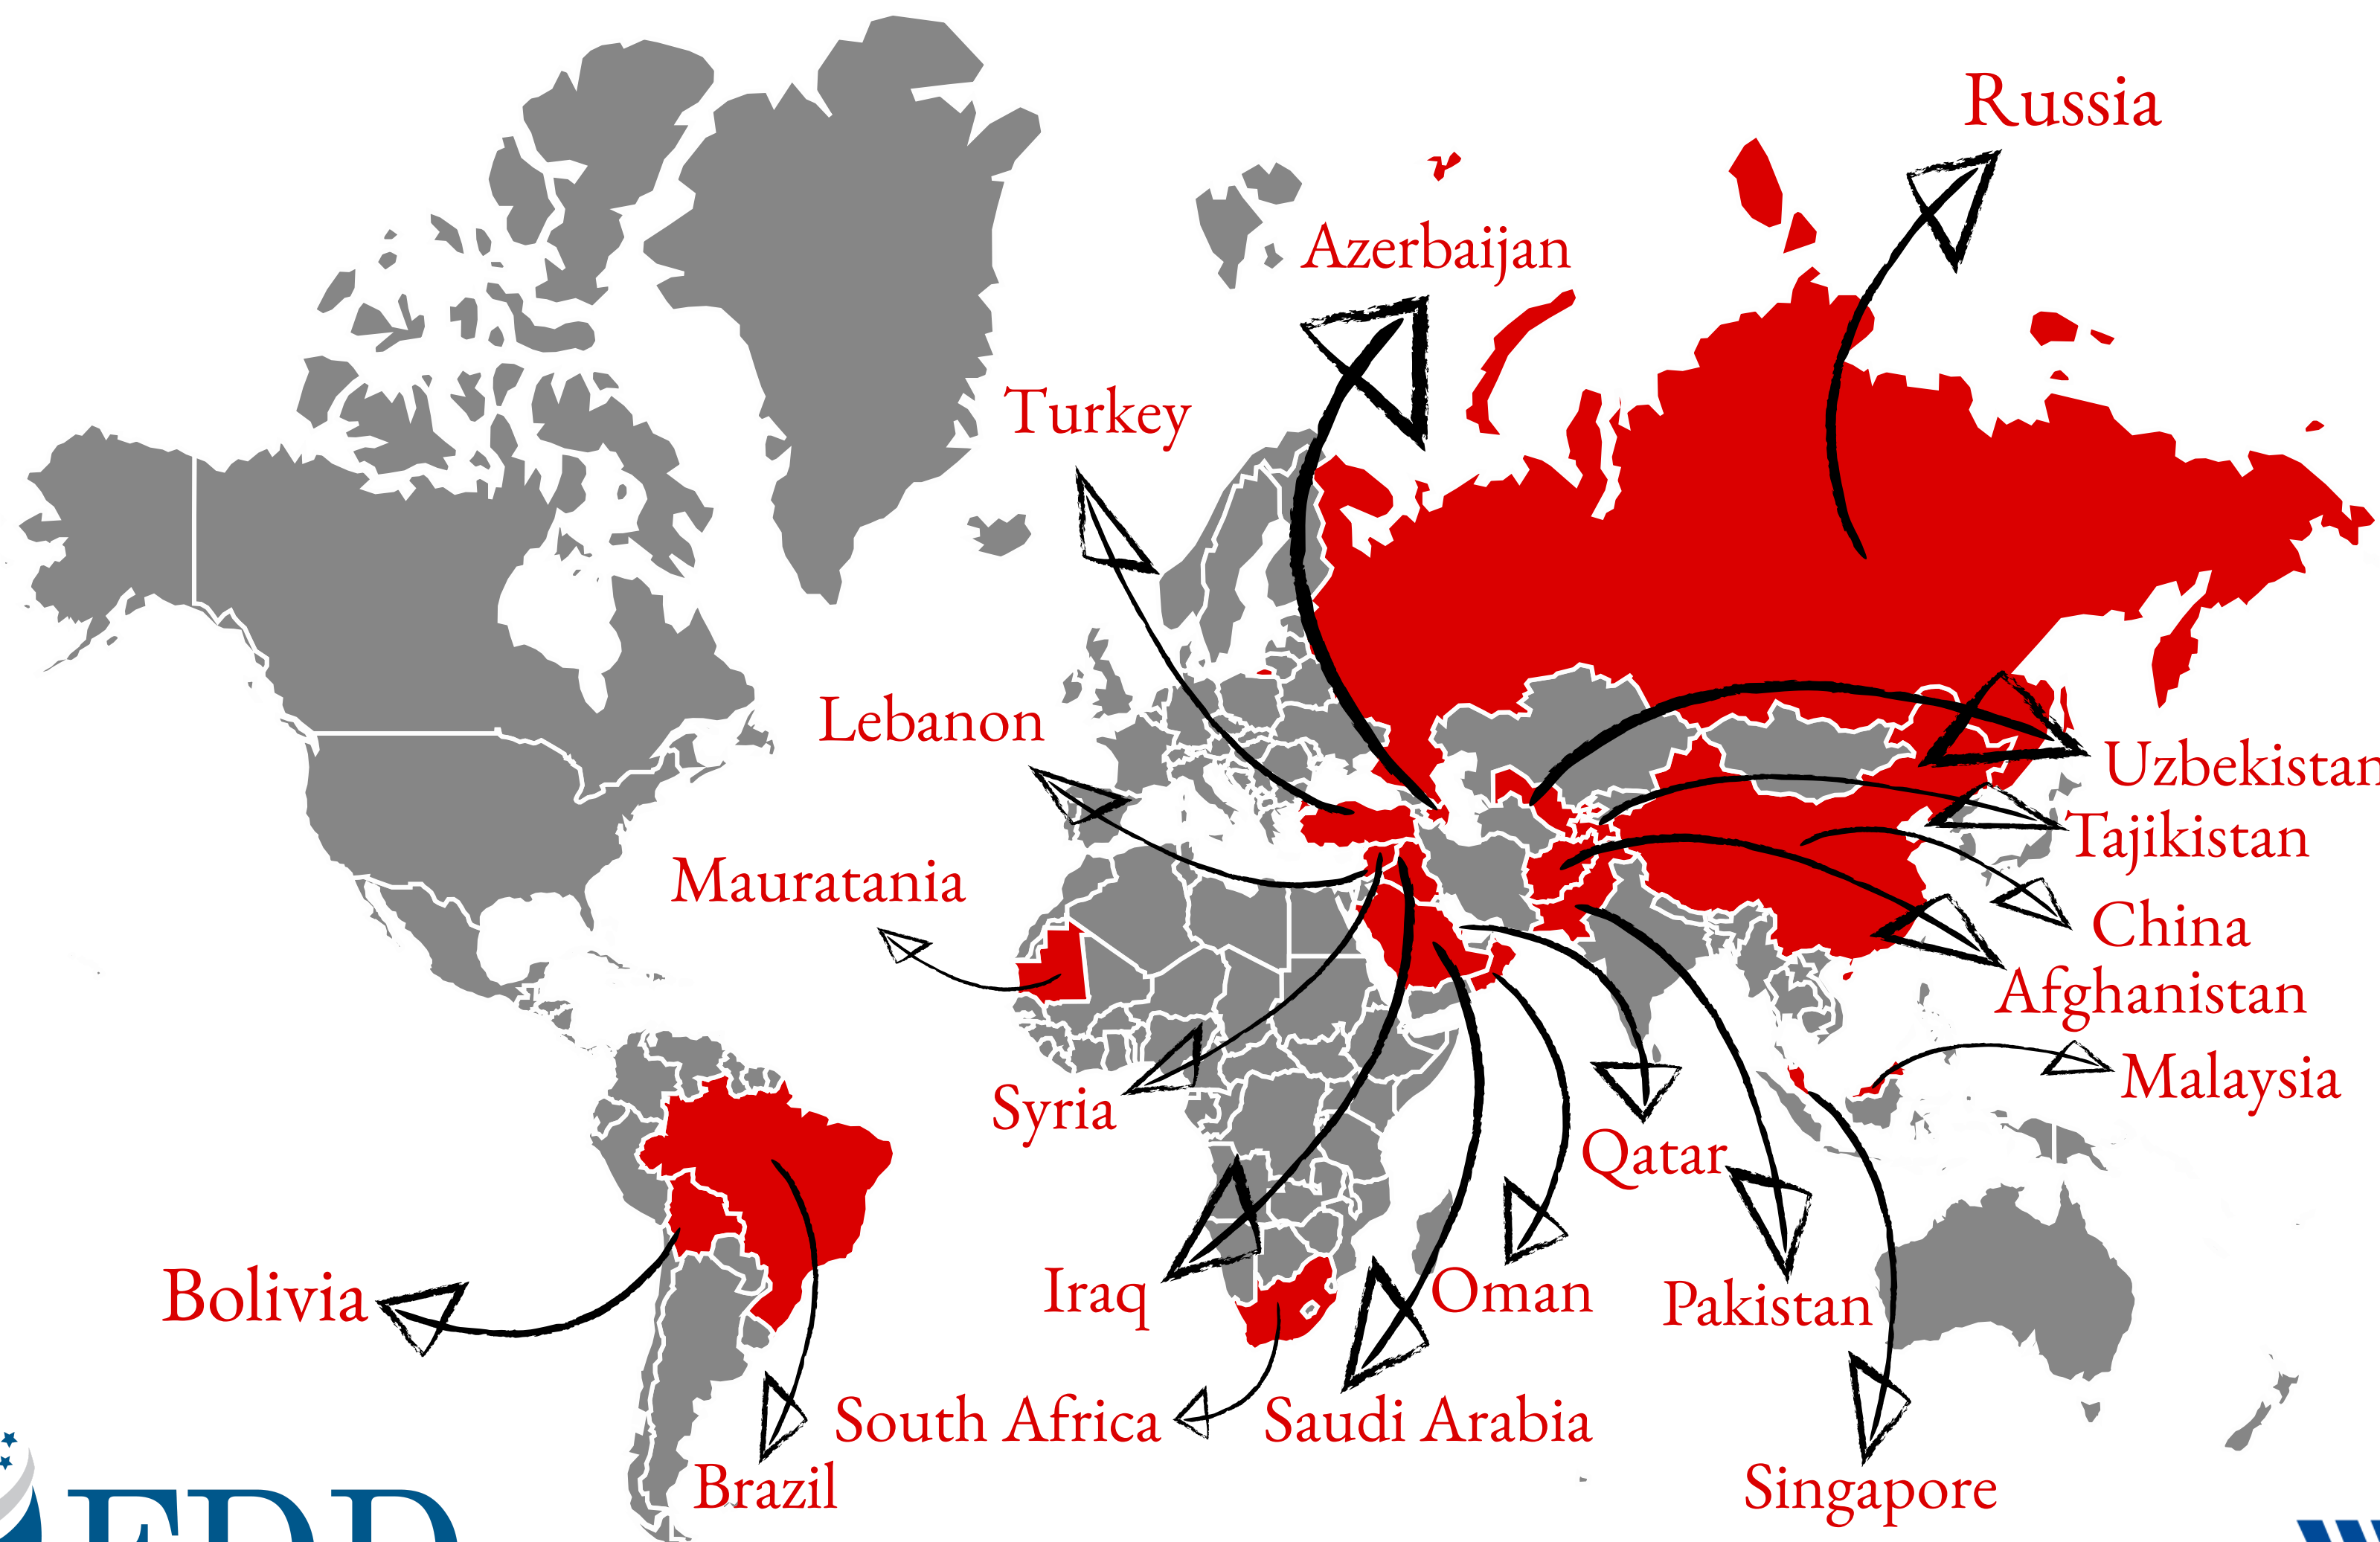 Russia
Azerbaijan
Turkey
Lebanon
Uzbekistan
Tajikistan
Mauratania
China
Afghanistan
Malaysia
Syria
Qatar
Bolivia
Iraq
Oman
Pakistan
South Africa
Saudi Arabia
Brazil
Singapore
FDD